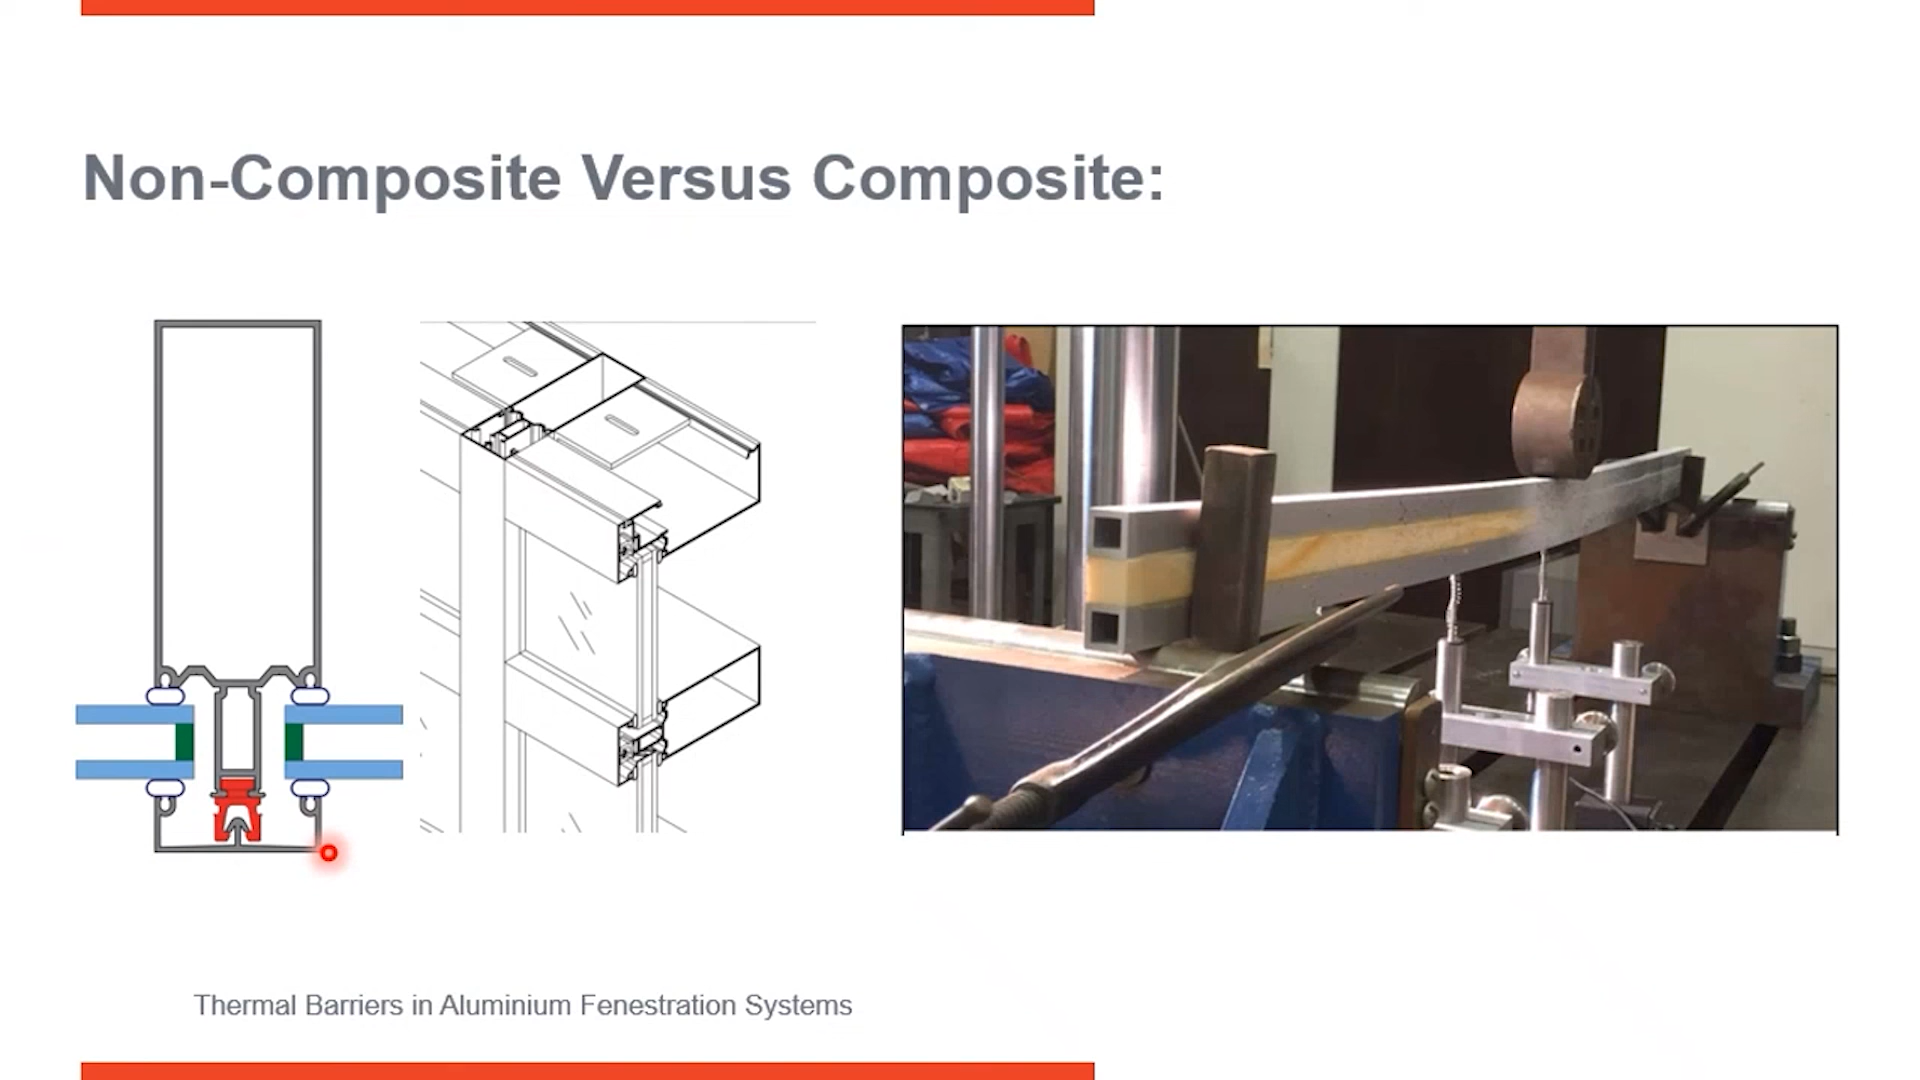 Non-Composite Versus Composite:
Thermal Barriers in Aluminium Fenestration Systems